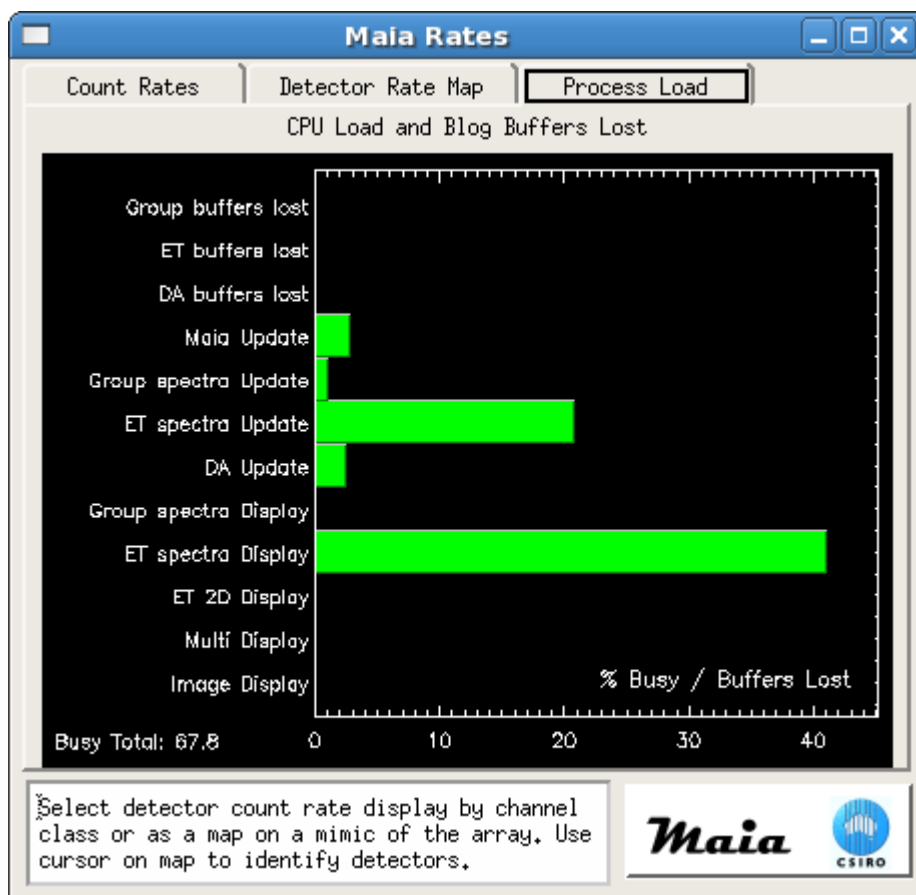 Maia Rates
Count Rates
Detector Rate Map
Process Load
CPU Load and Blog Buffers Lost
Group buffers lost
ET buffers lost
DA buffers lost
Maia Update
Group spectra Update
ET spectra Update
DA Update
Group spectra Display
ET spectra Display
ET 2D Display
Multi Display
Image Display
% Busy / Buffers Lost
Busy Total: 67.8
0 10 20 30 40
Select detector count rate display by channel
class or as a map on a mimic of the array. Use
cursor on map to identify detectors.
Maia
CSIRO